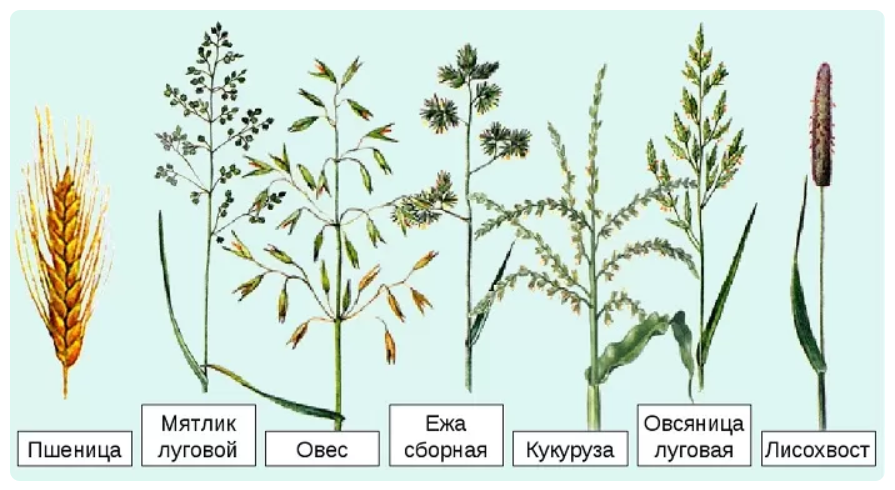 Пшеница
Мятлик
луговой
Овес
Ежа
сборная
Кукуруза
Овсяница
луговая
Лисохвост